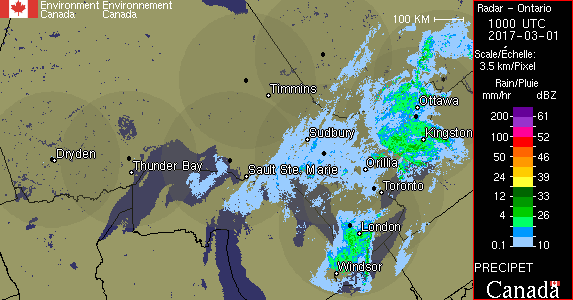 Environment Environnement
Canada Canada
100 KM
Radar - Ontario
1000 UTC
2017-03-01
Scale/Échelle:
3.5 km/Pixel
Rain/Pluie
mm/hr dBZ
200 61
100 52
50 46
24 39
12 33
4 26
0.1 10
PRECIPET
Canada
Timmins
Ottawa
Sudbury
Kingston
Dryden
Thunder Bay
Sault Ste. Marie
Orillia
Toronto
London
Windsor